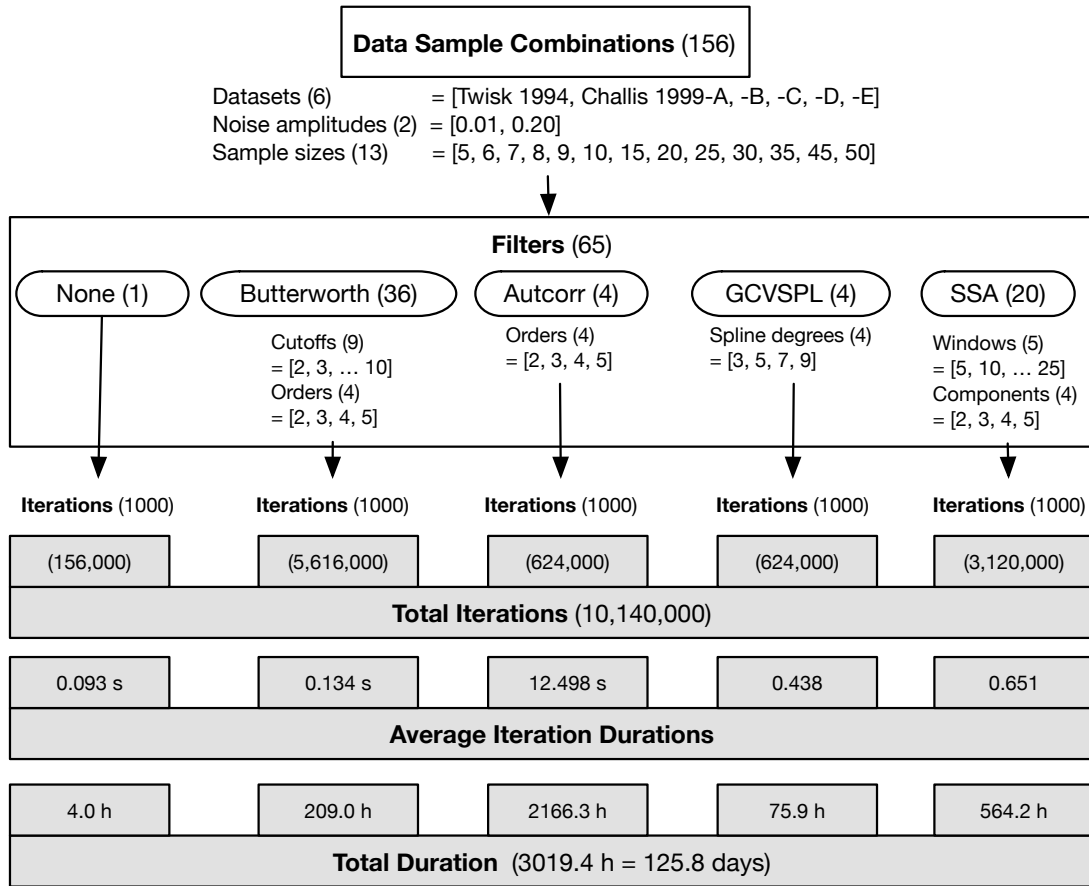 Data Sample Combinations (156)
Datasets (6) = [Twisk 1994, Challis 1999-A, -B, -C, -D, -E]
Noise amplitudes (2) = [0.01, 0.20]
Sample sizes (13) = [5, 6, 7, 8, 9, 10, 15, 20, 25, 30, 35, 45, 50]
Filters (65)
None (1) Butterworth (36) Autcorr (4) GCVSPL (4) SSA (20)
Cutoffs (9)
= [2, 3, … 10]
Orders (4)
= [2, 3, 4, 5]
Orders (4)
= [2, 3, 4, 5]
Spline degrees (4)
= [3, 5, 7, 9]
Windows (5)
= [5, 10, … 25]
Components (4)
= [2, 3, 4, 5]
Iterations (1000) Iterations (1000) Iterations (1000) Iterations (1000) Iterations (1000)
(156,000) (5,616,000) (624,000) (624,000) (3,120,000)
Total Iterations (10,140,000)
0.093 s 0.134 s 12.498 s 0.438 0.651
Average Iteration Durations
4.0 h 209.0 h 2166.3 h 75.9 h 564.2 h
Total Duration (3019.4 h = 125.8 days)